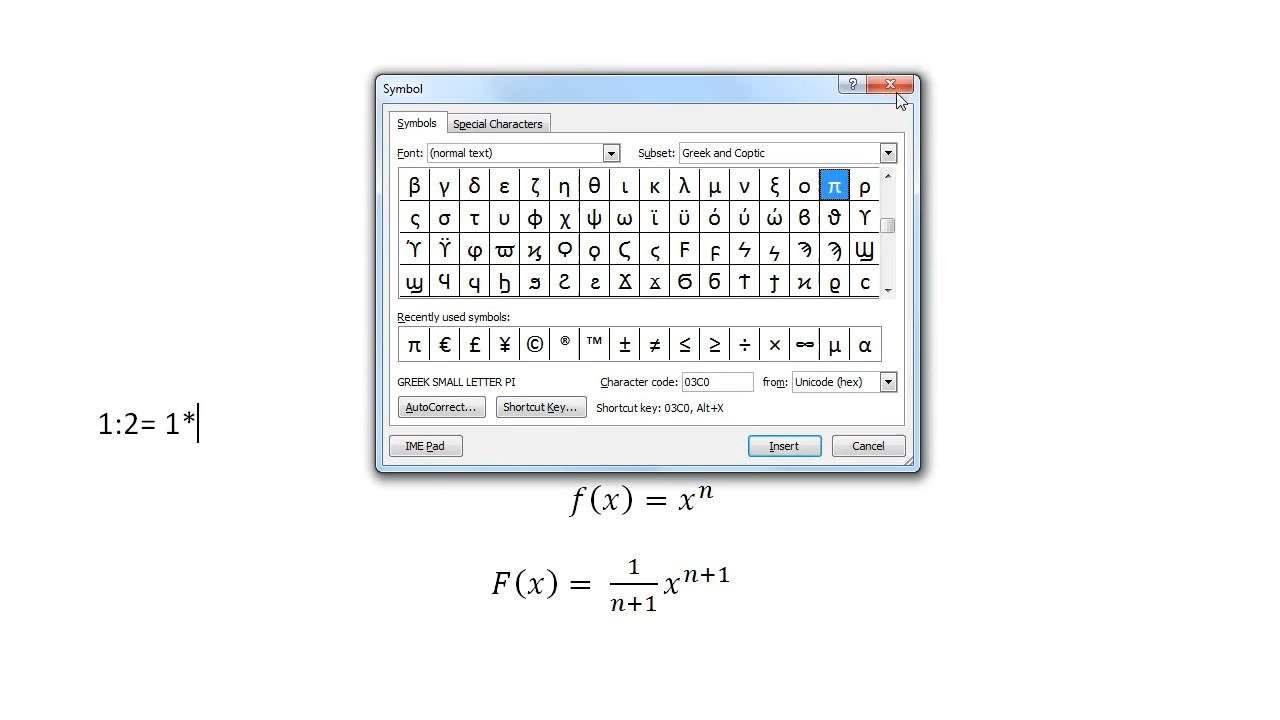 Symbol
Symbols Special Characters
Font: (normal text) Subset: Greek and Coptic
β γ δ ε ζ η θ ι κ λ μ ν ξ ο π ρ
ς σ τ υ φ χ ψ ω ϊ ϋ ό ύ ώ ϐ ϑ ϒ
ϓ ϔ ϕ ϖ ϗ Ϙ ϙ Ϛ ϛ Ϝ ϝ Ϟ ϟ Ϡ ϡ Ϣ
ϣ Ϥ ϥ Ϧ ϧ Ϩ ϩ Ϫ ϫ Ϭ ϭ Ϯ ϯ ϰ ϱ ϲ
Recently used symbols:
π € £ ¥ © ® ™ ± ≠ ≤ ≥ ÷ × ∞ µ α
GREEK SMALL LETTER PI Character code: 03C0 from: Unicode (hex)
AutoCorrect... Shortcut Key... Shortcut key: 03C0, Alt+X
IME Pad Insert Cancel
1:2= 1*
f(x) = x^n
F(x) = 1/(n+1) x^(n+1)